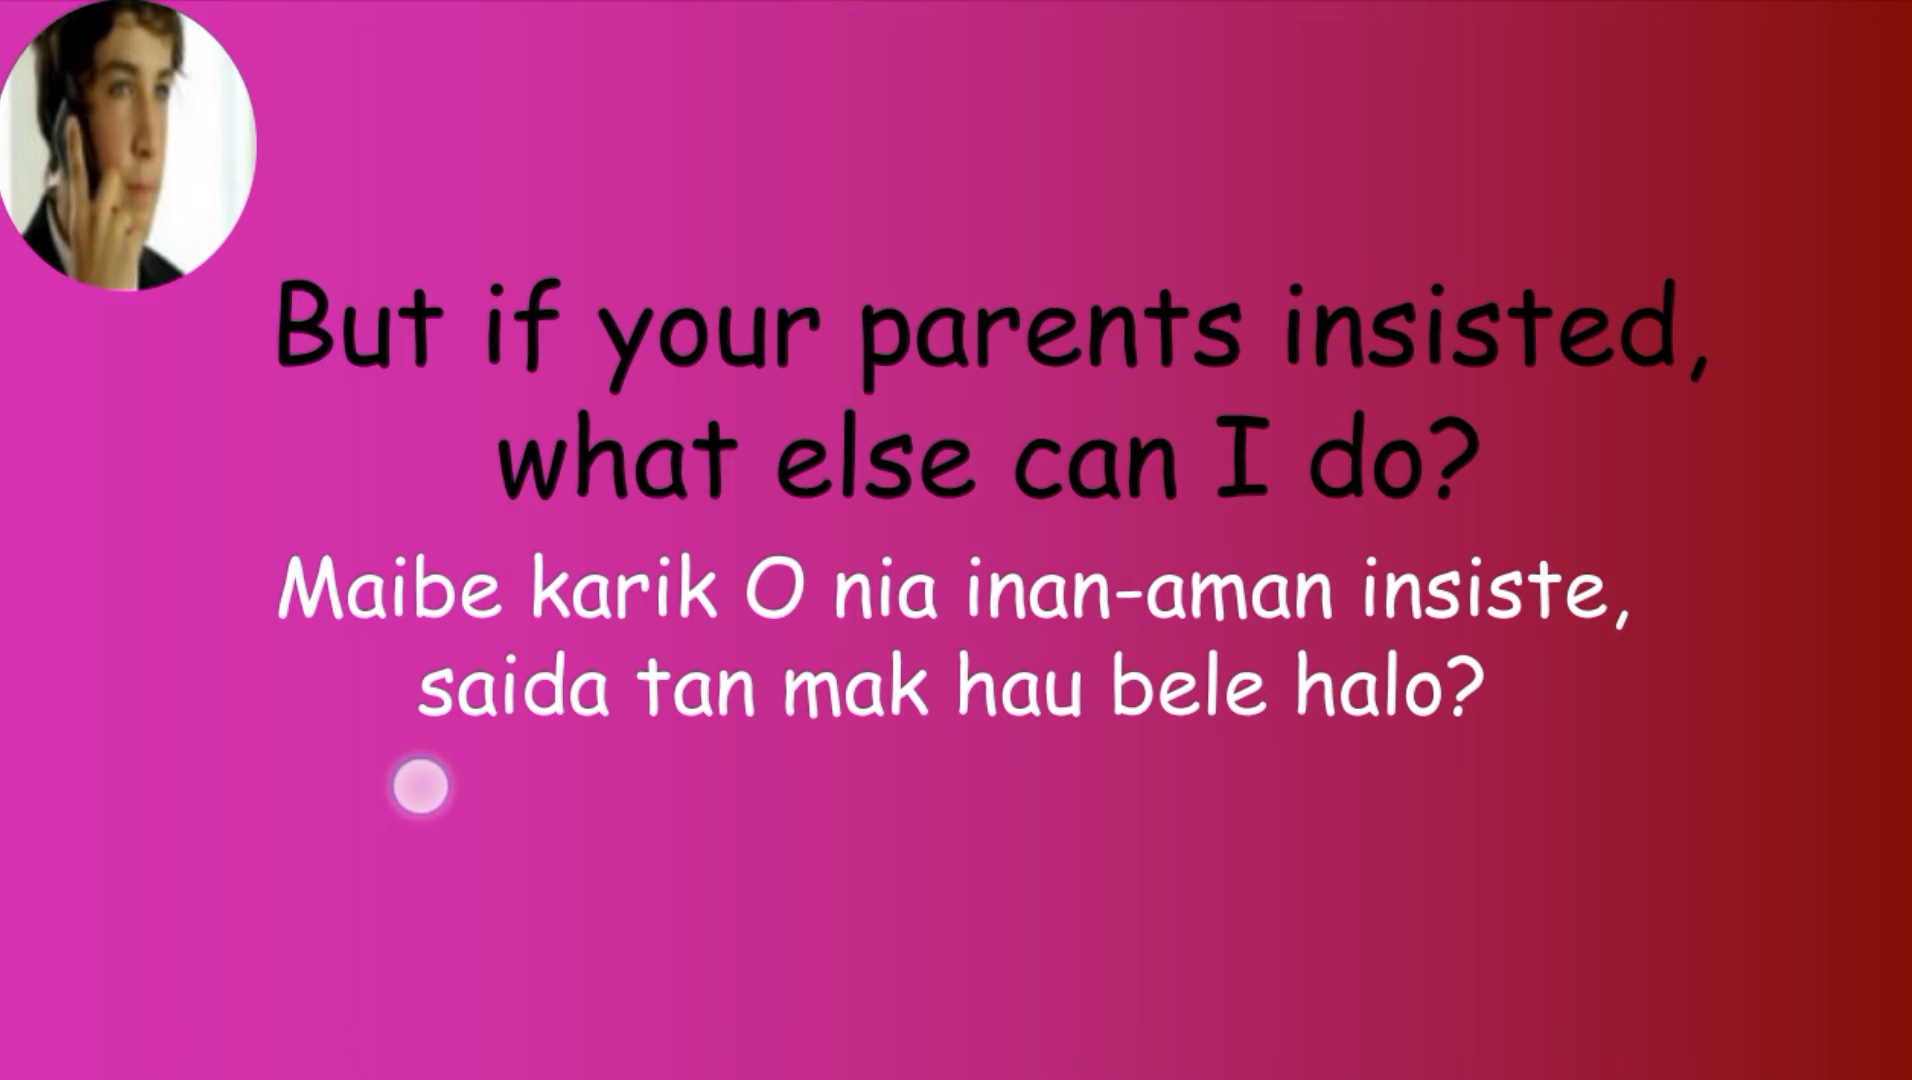 But if your parents insisted,
what else can I do?
Maibe karik O nia inan-aman insiste,
saida tan mak hau bele halo?